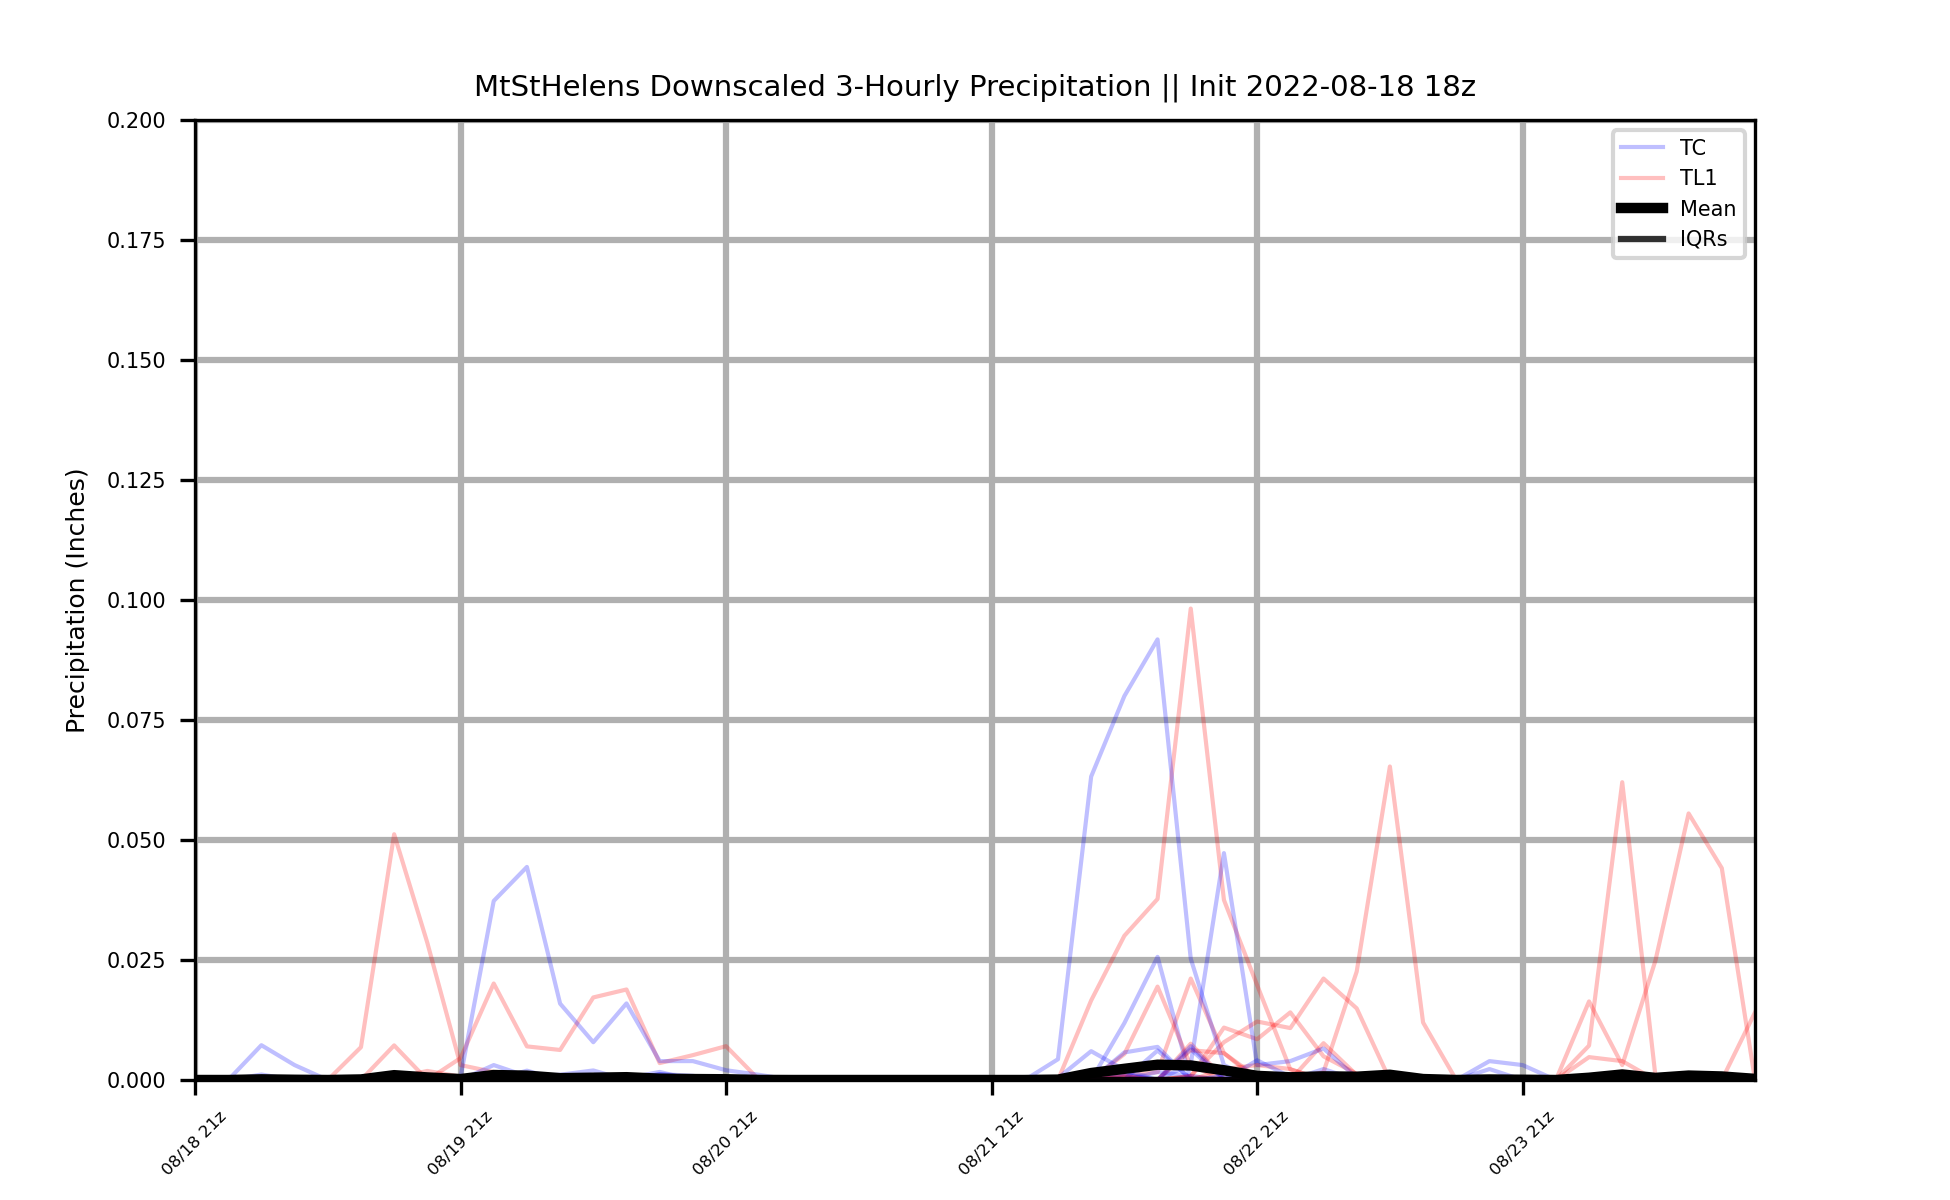 MtStHelens Downscaled 3-Hourly Precipitation || Init 2022-08-18 18z
Precipitation (Inches)
0.200
0.175
0.150
0.125
0.100
0.075
0.050
0.025
0.000
TC
TL1
Mean
IQRs
08/18 21z
08/19 21z
08/20 21z
08/21 21z
08/22 21z
08/23 21z